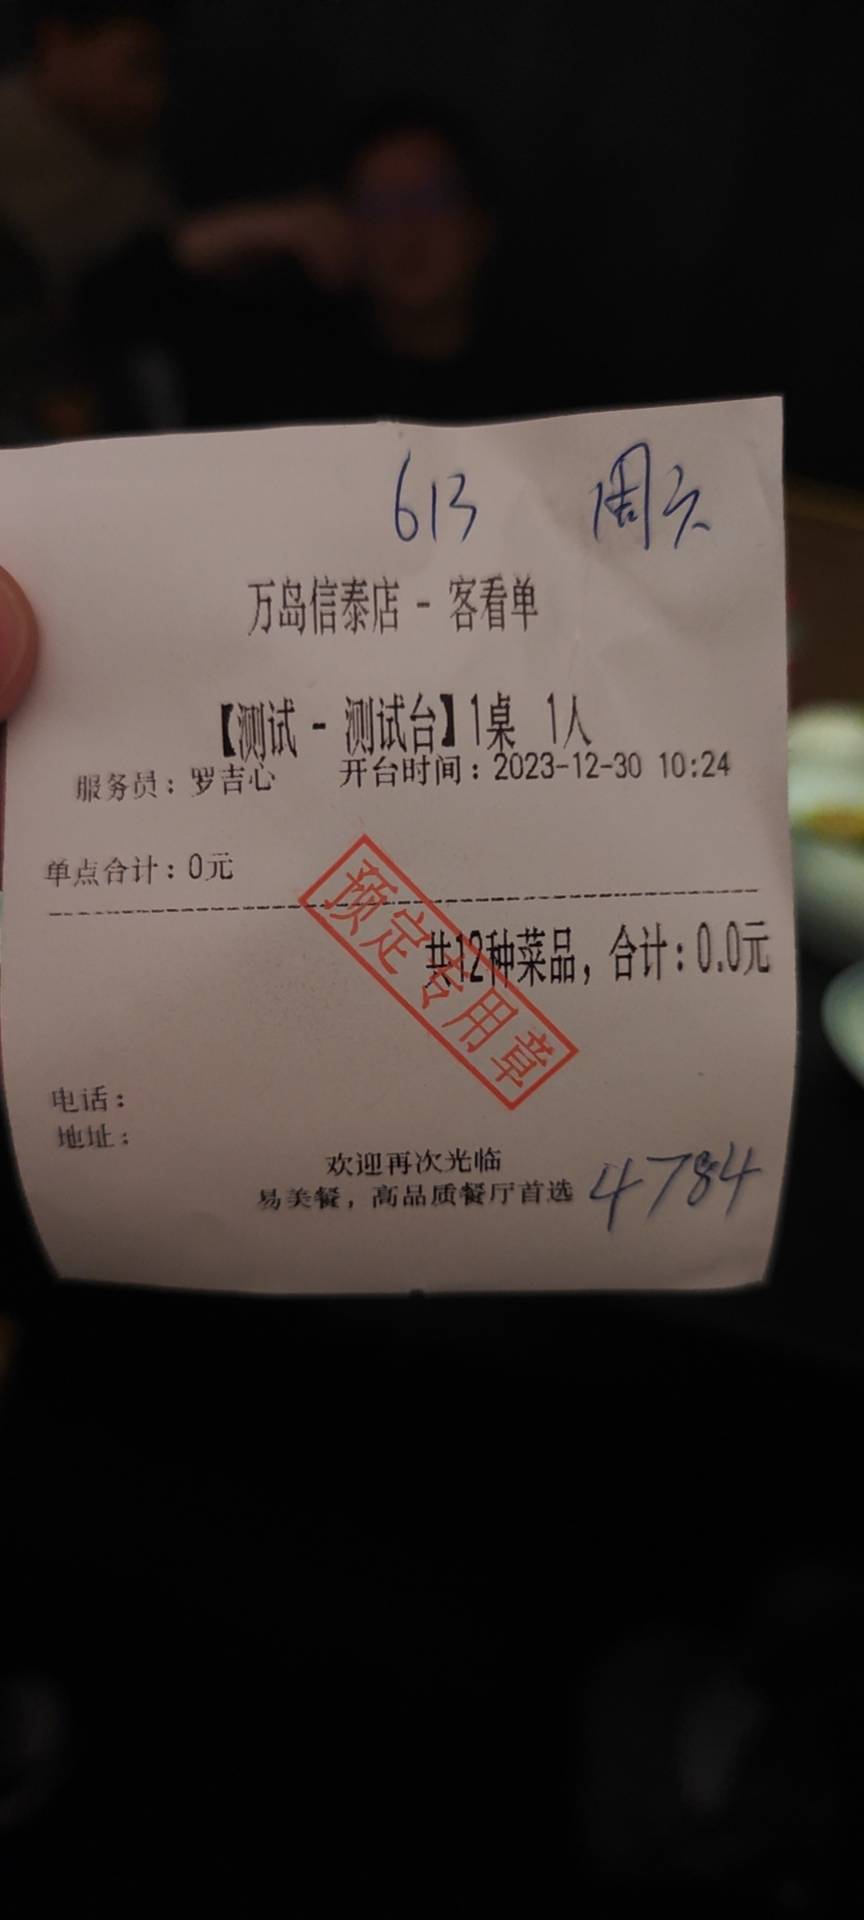 613 周六
万岛信泰店 - 客看单
【测试 - 测试台】1桌 1人
服务员：罗吉心 开台时间：2023-12-30 10:24
单点合计：0元
预定专用章
共12种菜品，合计：0.0元
电话：
地址：
欢迎再次光临
易美餐，高品质餐厅首选
4784